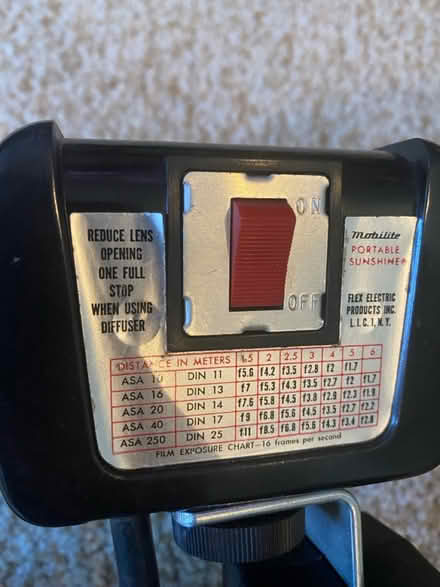 REDUCE LENS
OPENING
ONE FULL
STOP
WHEN USING
DIFFUSER
ON
OFF
Mobilite
PORTABLE
SUNSHINE®
FLEX ELECTRIC
PRODUCTS INC.
L.I.C.1, N.Y.
DISTANCE IN METERS 1.5 2 2.5 3 4 5 6
ASA 10 DIN 11 f5.6 f4.2 f3.5 f2.8 f2 f1.7
ASA 16 DIN 13 f7 f5.3 f4.3 f3.5 f2.7 f2 f1.7
ASA 20 DIN 14 f7.6 f5.8 f4.5 f3.8 f2.9 f2.3 f1.9
ASA 40 DIN 17 f9 f6.8 f5.6 f4.5 f3.5 f2.7 f2.2
ASA 250 DIN 25 f11 f8.5 f6.8 f5.6 f4.3 f3.4 f2.8
FILM EXPOSURE CHART-16 frames per second